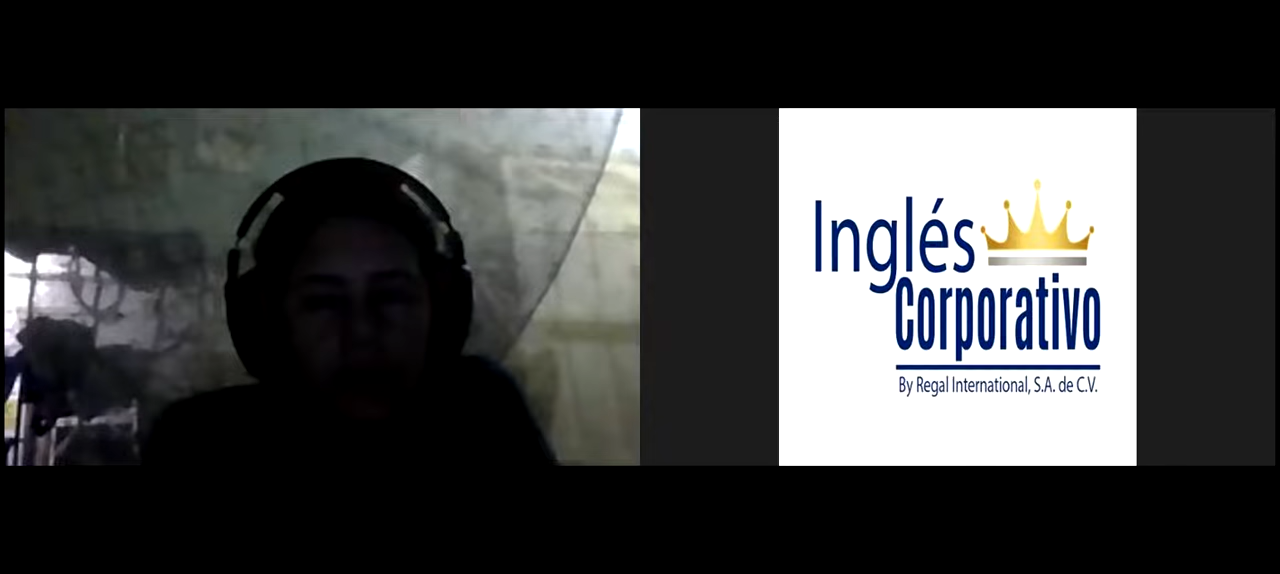 Inglés
Corporativo
By Regal International, S.A. de C.V.